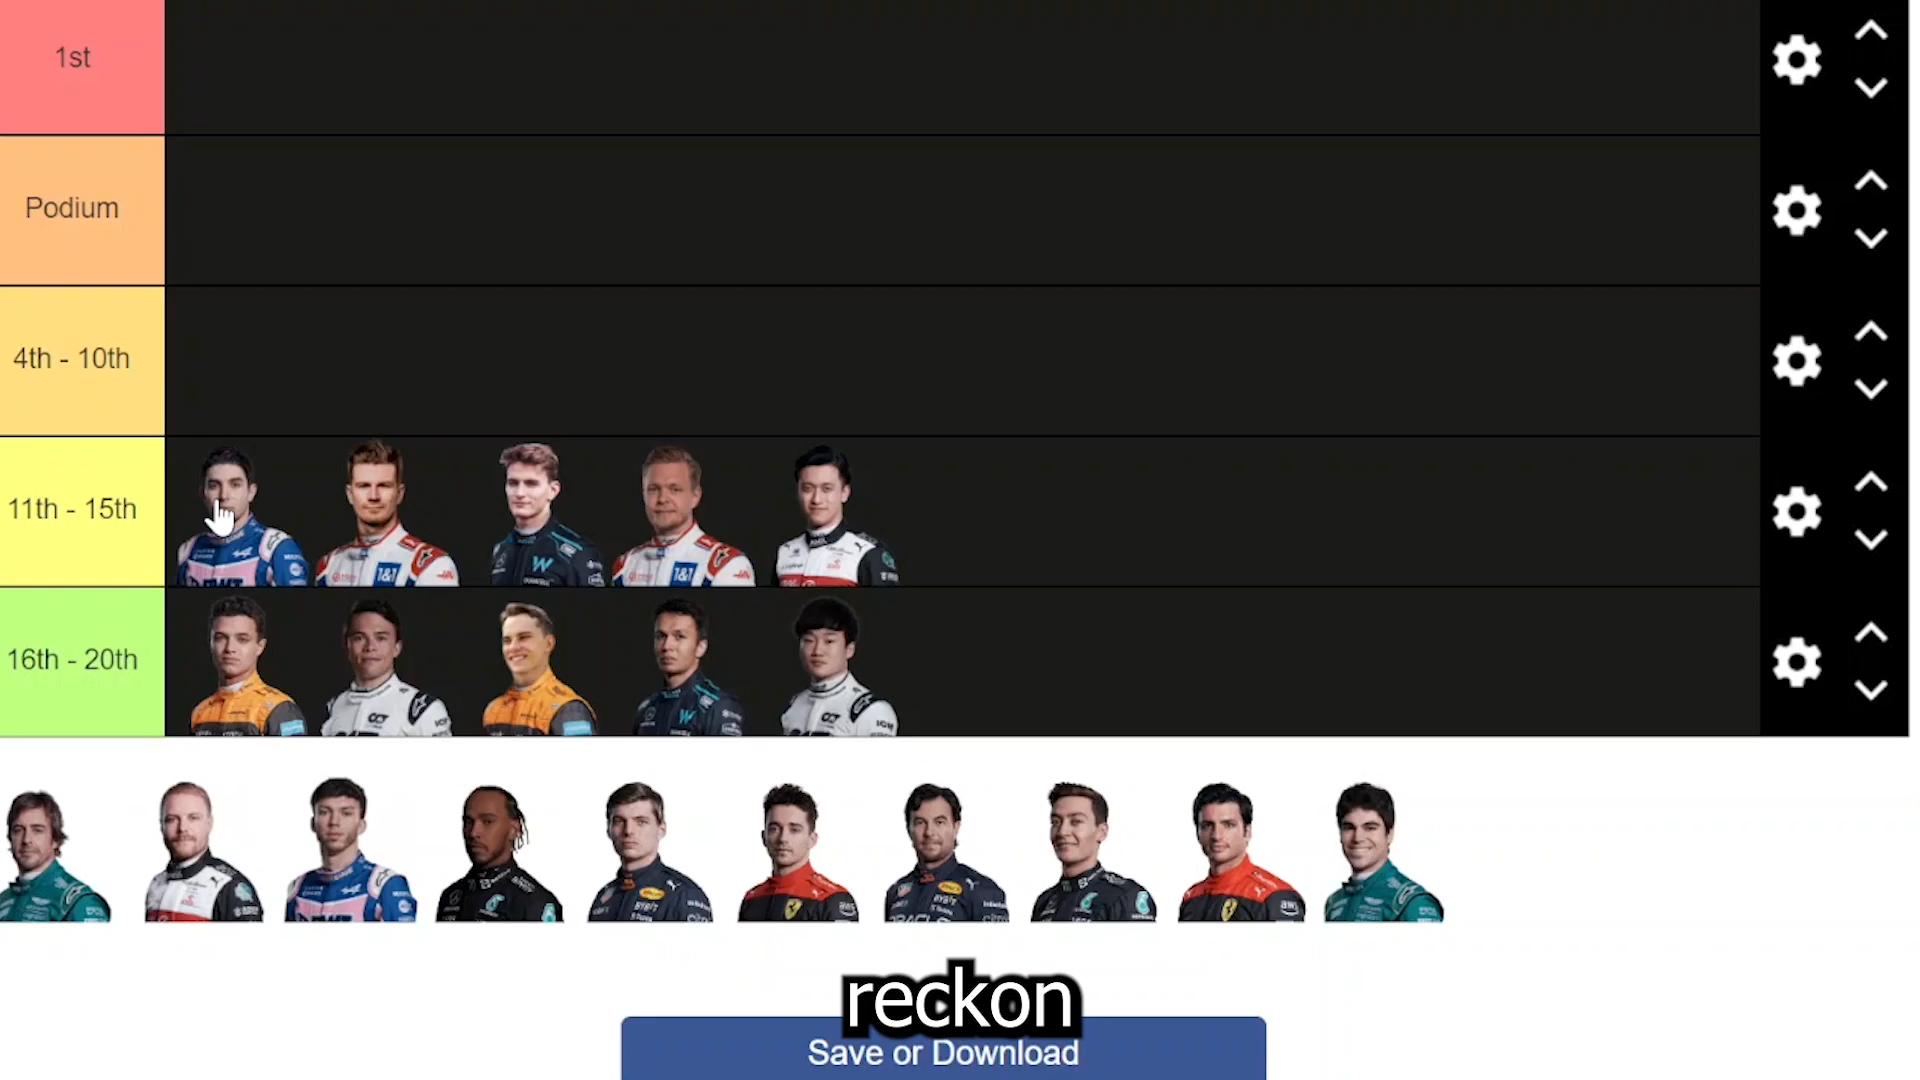 1st
Podium
4th - 10th
11th - 15th
16th - 20th
reckon
Save or Download